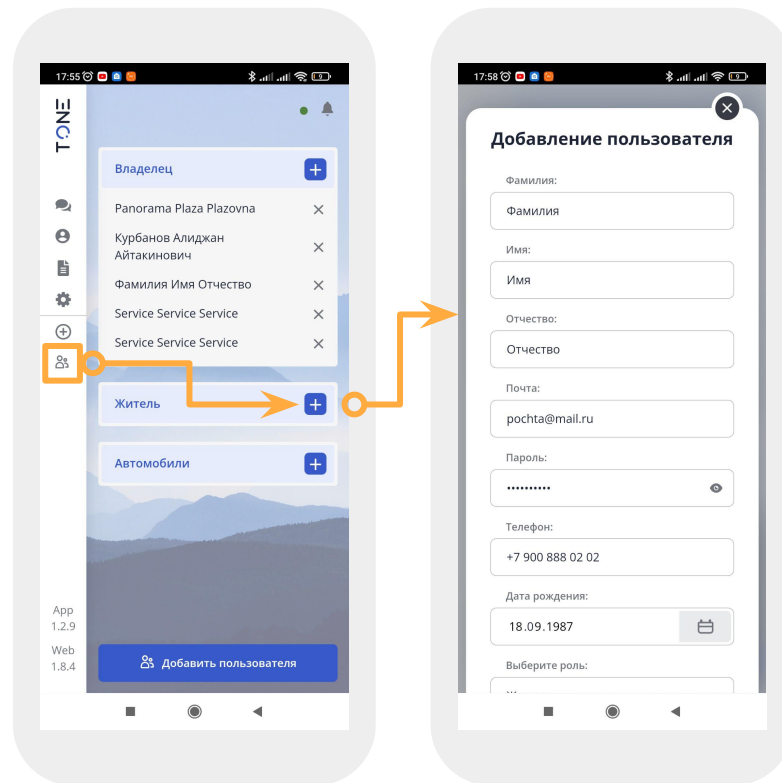 17:55
9
TONE
Владелец
Panorama Plaza Plazovna
Курбанов Алиджан
Айтакинович
Фамилия Имя Отчество
Service Service Service
Service Service Service
Житель
Автомобили
App
1.2.9
Web
1.8.4
Добавить пользователя
17:58
9
Добавление пользователя
Фамилия:
Фамилия
Имя:
Имя
Отчество:
Отчество
Почта:
pochta@mail.ru
Пароль:
••••••••••
Телефон:
+7 900 888 02 02
Дата рождения:
18.09.1987
Выберите роль: